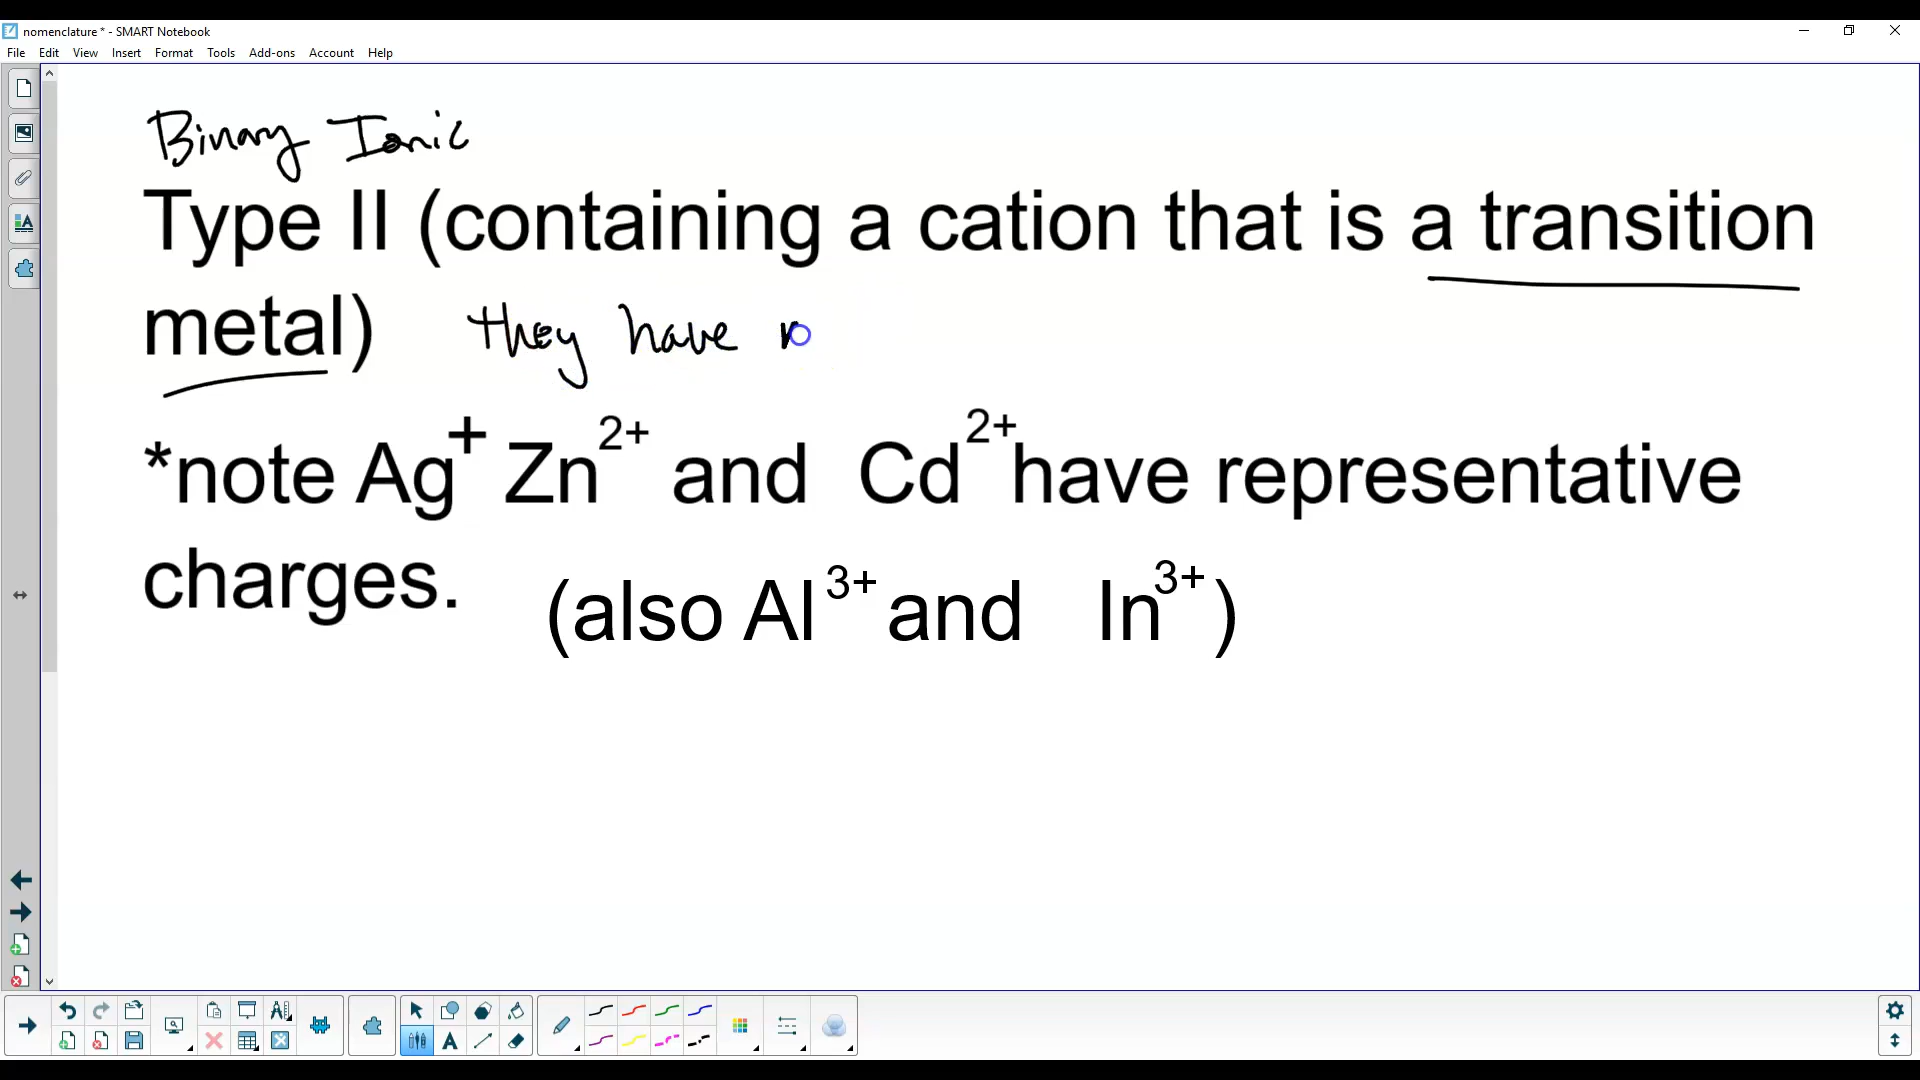 nomenclature * - SMART Notebook
File Edit View Insert Format Tools Add-ons Account Help
Binary Ionic
Type II (containing a cation that is a transition
metal) they have
*note Ag+ Zn2+ and Cd2+ have representative
charges. (also Al3+ and In3+)